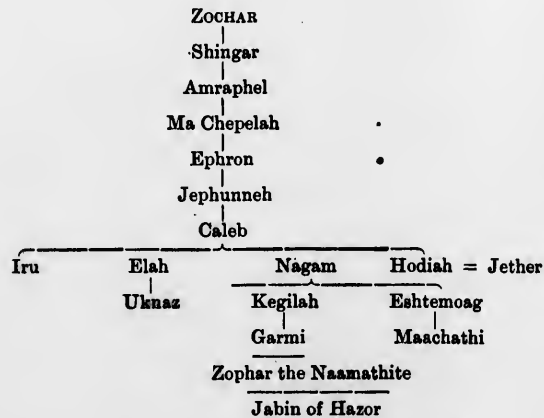 ZOCHAR
Shingar
Amraphel
Ma Chepelah
Ephron
Jephunneh
Caleb
Iru Elah Nagam Hodiah = Jether
Uknaz Kegilah Eshtemoag
Garmi Maachathi
Zophar the Naamathite
Jabin of Hazor